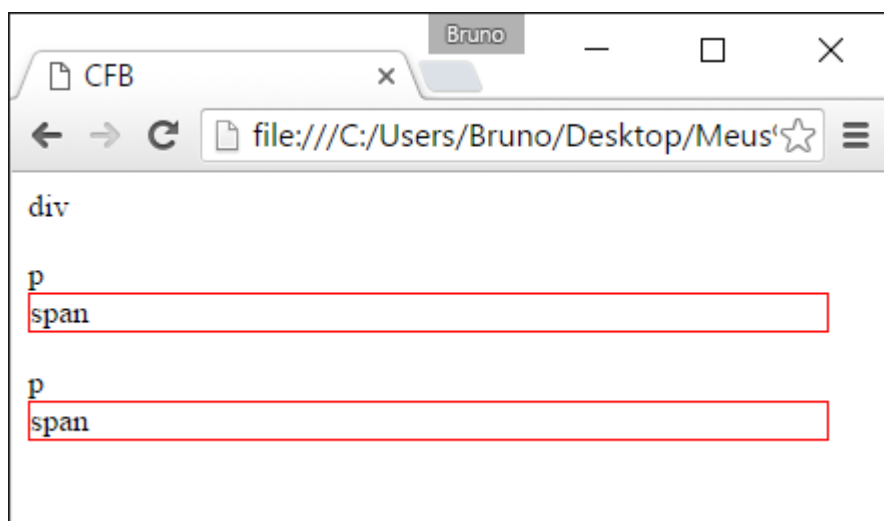 Bruno
CFB
file:///C:/Users/Bruno/Desktop/Meus
div
p
span
p
span